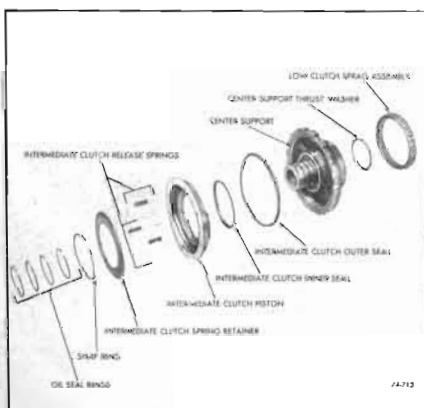 LOW CLUTCH SPRAG ASSEMBLY
CENTER SUPPORT THRUST WASHER
CENTER SUPPORT
INTERMEDIATE CLUTCH RELEASE SPRINGS
INTERMEDIATE CLUTCH OUTER SEAL
INTERMEDIATE CLUTCH INNER SEAL
INTERMEDIATE CLUTCH PISTON
INTERMEDIATE CLUTCH SPRING RETAINER
SNAP RING
OIL SEAL RINGS